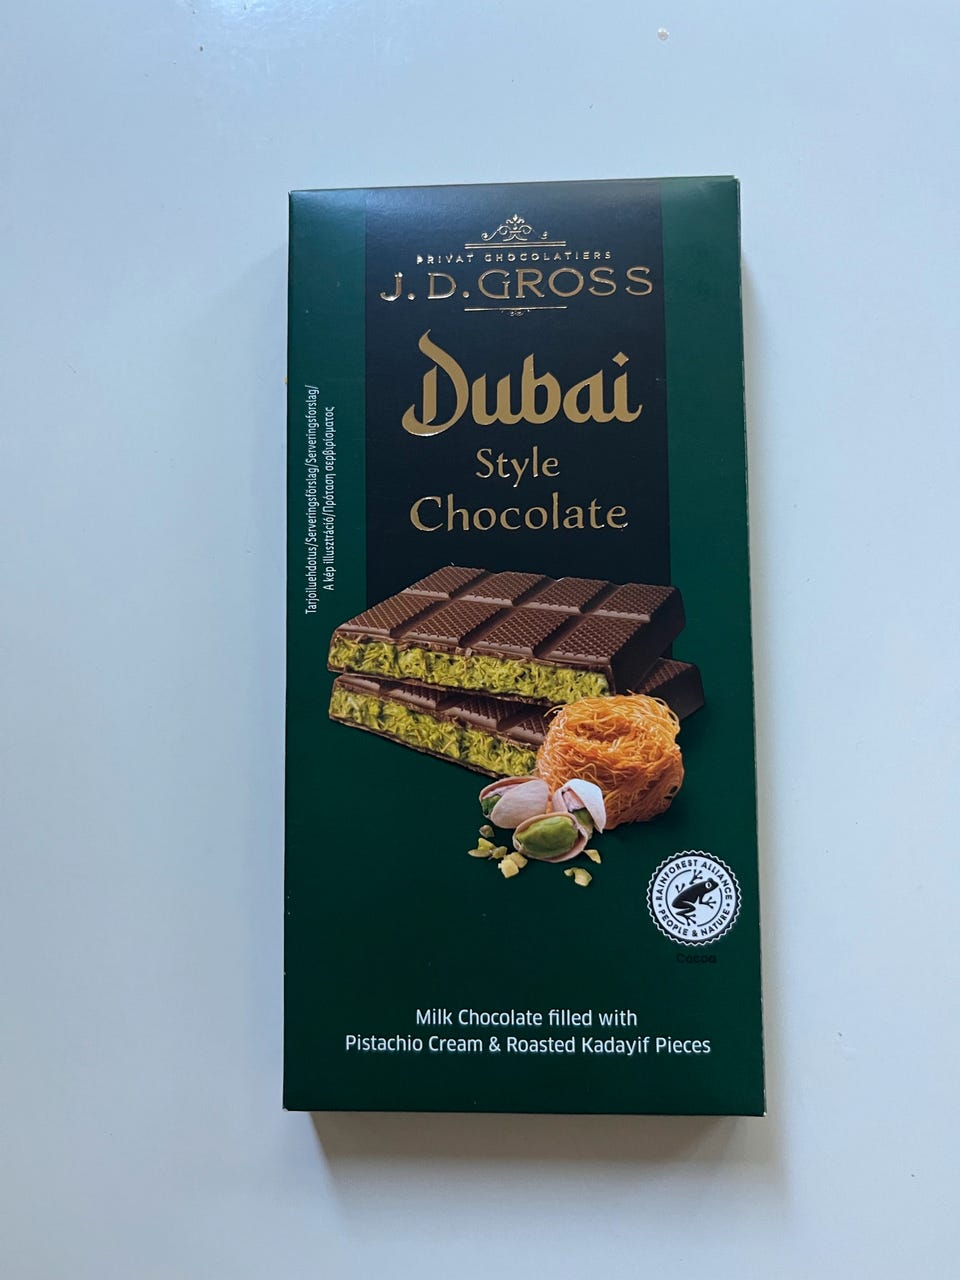 PRIVAT CHOCOLATIERS
J. D. GROSS
Dubai
Style
Chocolate
Tarjoiluehdotus/Serveringsförslag/Serveringsforslag/
A kép illusztráció/Πρόταση σερβιρίσματος
RAINFOREST ALLIANCE
PEOPLE & NATURE
Cocoa
Milk Chocolate filled with
Pistachio Cream & Roasted Kadayif Pieces